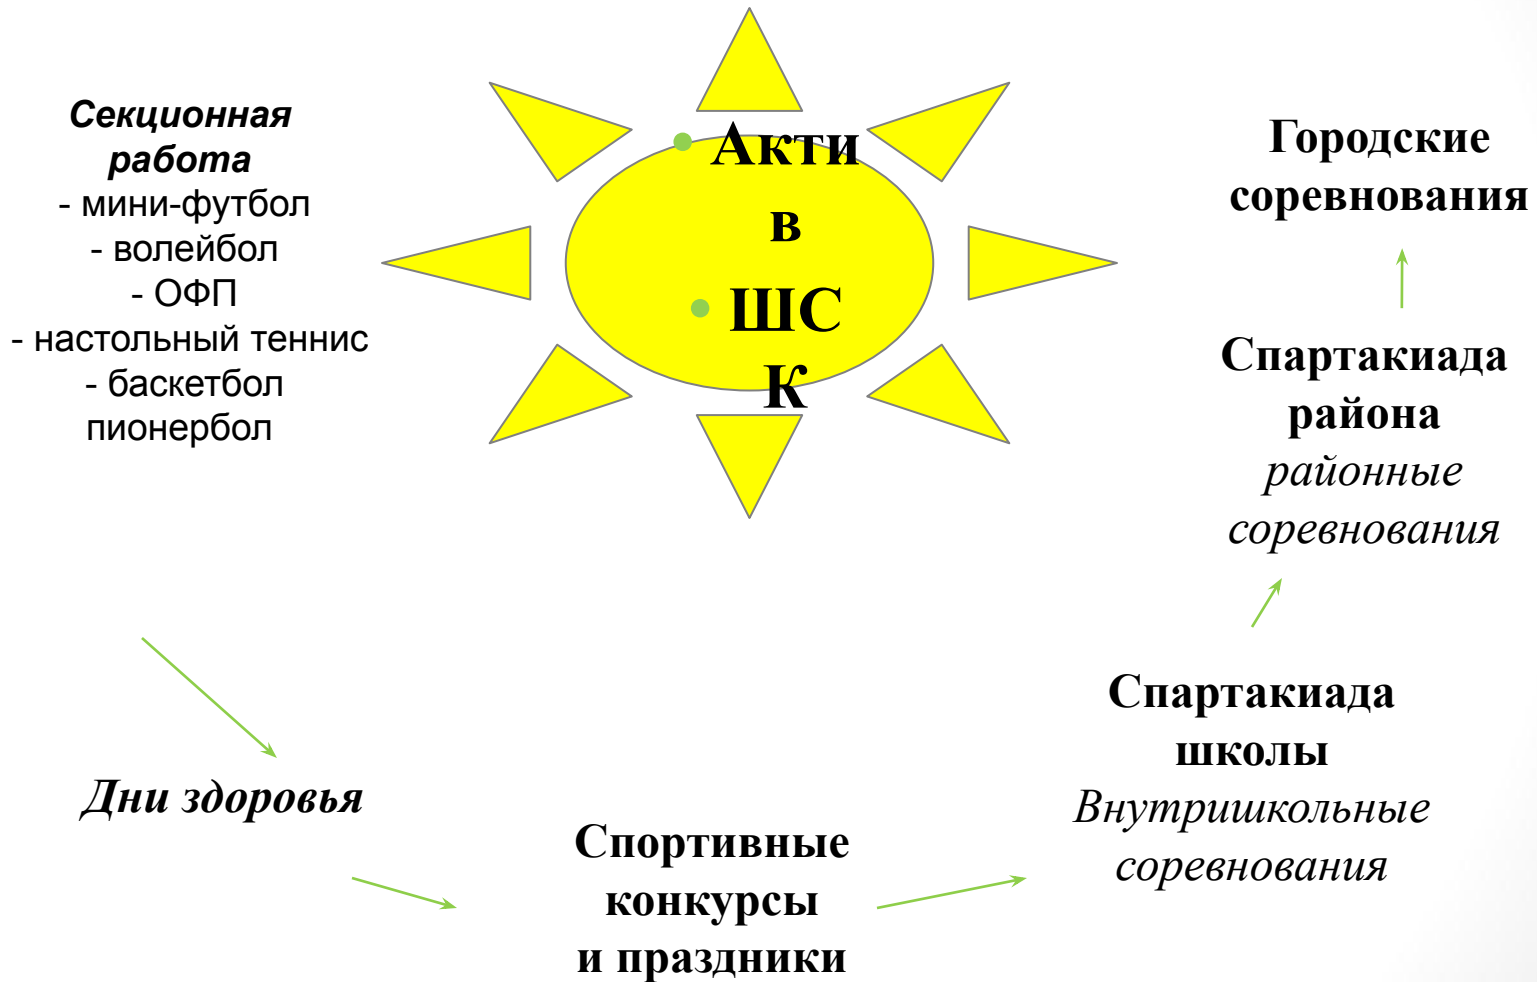 Секционная
работа
- мини-футбол
- волейбол
- ОФП
- настольный теннис
- баскетбол
пионербол
• Акти
в
• ШС
К
Городские
соревнования
Спартакиада
района
районные
соревнования
Спартакиада
школы
Внутришкольные
соревнования
Дни здоровья
Спортивные
конкурсы
и праздники